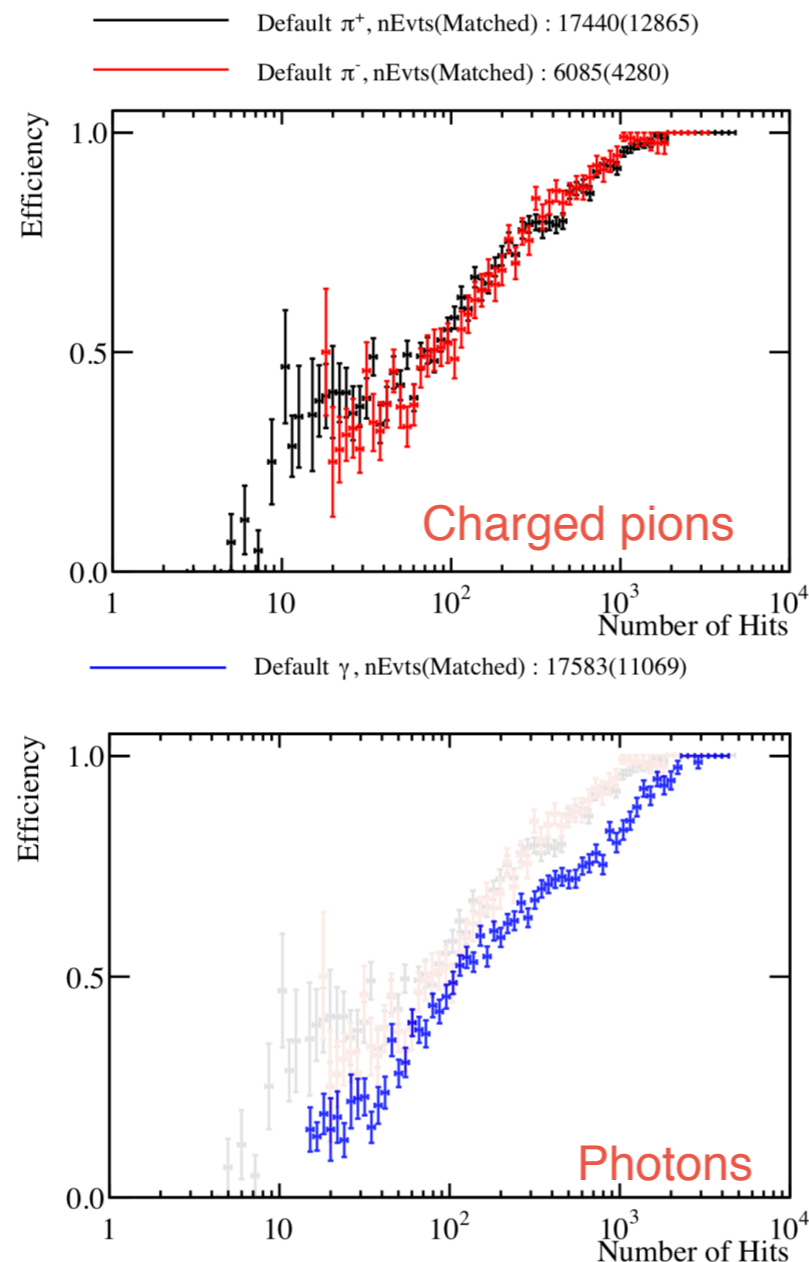 Default π⁺, nEvts(Matched) : 17440(12865)
Default π⁻, nEvts(Matched) : 6085(4280)
Efficiency
1.0
0.5
0.0
Charged pions
1 10 10² 10³ 10⁴
Number of Hits
Default γ, nEvts(Matched) : 17583(11069)
Efficiency
1.0
0.5
0.0
Photons
1 10 10² 10³ 10⁴
Number of Hits